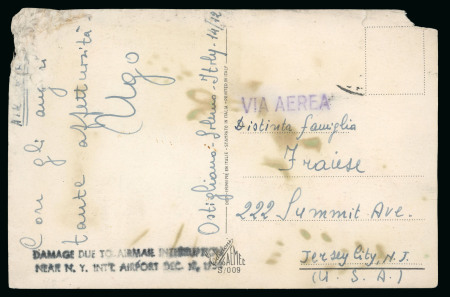 Con gli auguri
tante affettuosità
Ugo
Ostigliano-Salerno-Italy-14/12
VIA AEREA
Distinta famiglia
Fraiese
222 Summit Ave.
Jersey City, N.J.
(U.S.A.)
DAMAGE DUE TO AIRMAIL INTERRUPTION
NEAR N. Y. INT'L AIRPORT DEC.
S/009